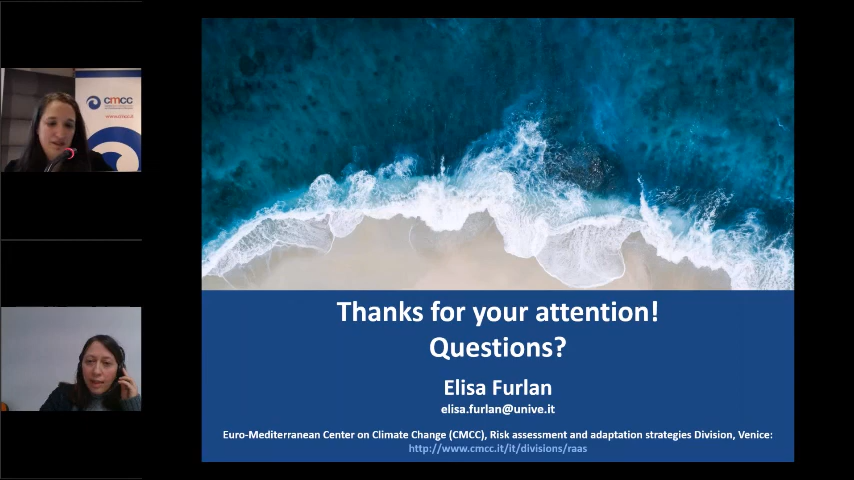 cmcc
Thanks for your attention!
Questions?
Elisa Furlan
elisa.furlan@unive.it
Euro-Mediterranean Center on Climate Change (CMCC), Risk assessment and adaptation strategies Division, Venice:
http://www.cmcc.it/it/divisions/raas